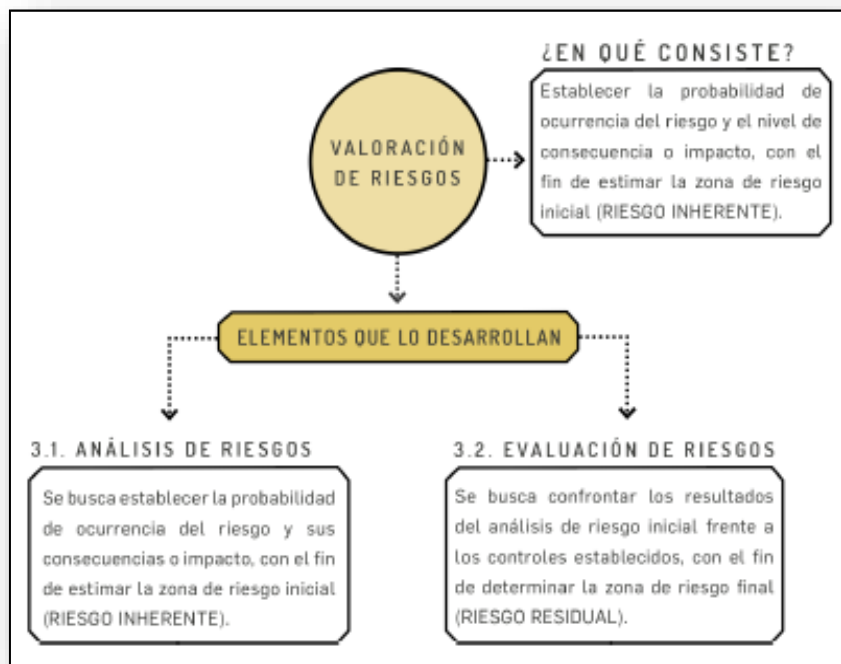 ¿EN QUÉ CONSISTE?
Establecer la probabilidad de
ocurrencia del riesgo y el nivel de
consecuencia o impacto, con el
fin de estimar la zona de riesgo
inicial (RIESGO INHERENTE).
VALORACIÓN
DE RIESGOS
ELEMENTOS QUE LO DESARROLLAN
3.1. ANÁLISIS DE RIESGOS
Se busca establecer la probabilidad
de ocurrencia del riesgo y sus
consecuencias o impacto, con el fin
de estimar la zona de riesgo inicial
(RIESGO INHERENTE).
3.2. EVALUACIÓN DE RIESGOS
Se busca confrontar los resultados
del análisis de riesgo inicial frente a
los controles establecidos, con el fin
de determinar la zona de riesgo final
(RIESGO RESIDUAL).